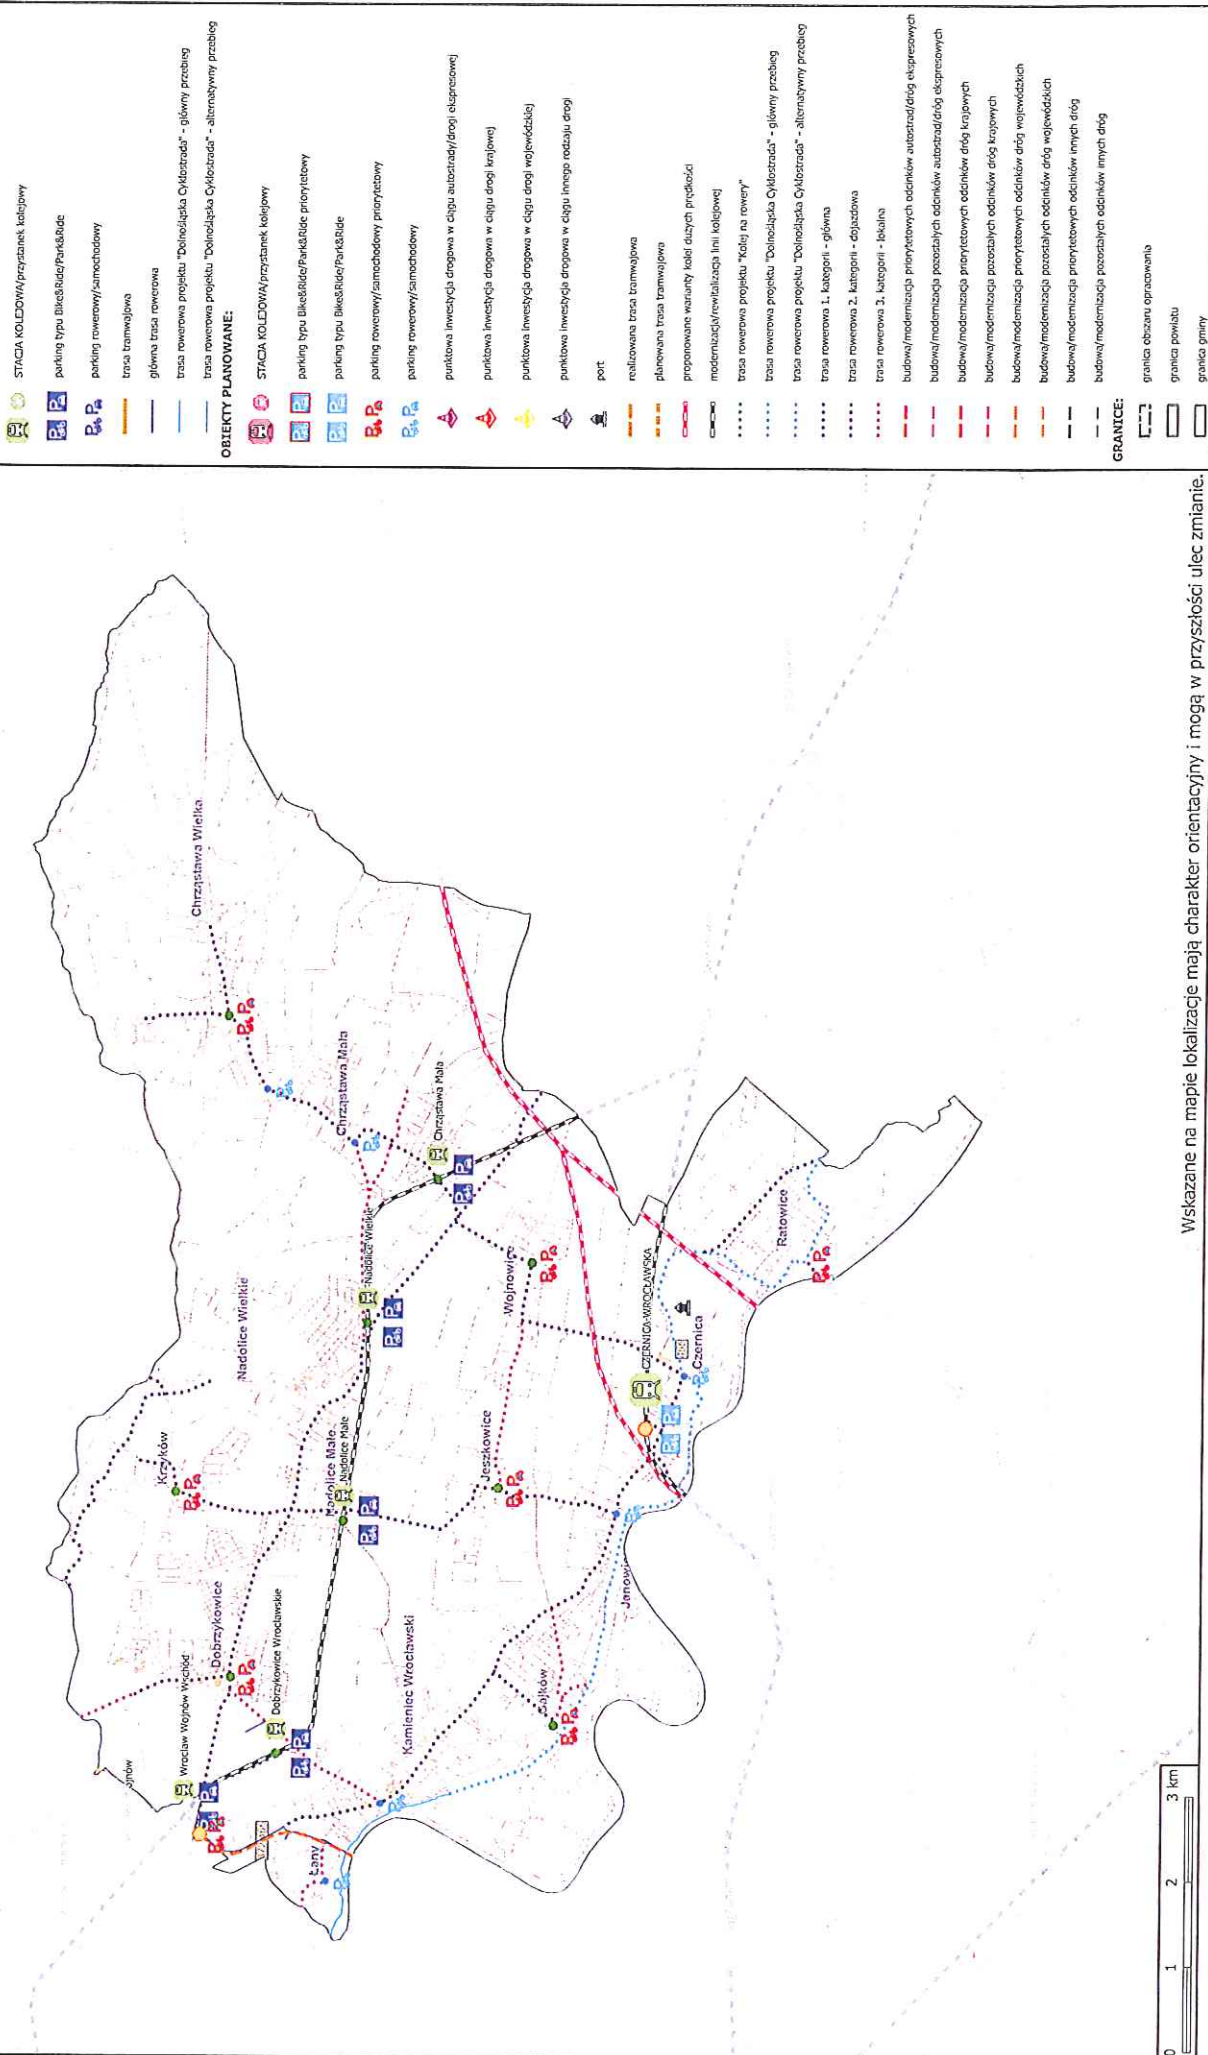 STACJA KOLEJOWA/przystanek kolejowy
parking typu Bike&Ride/Park&Ride
parking rowerowy/samochodowy
trasa tramwajowa
główna trasa rowerowa
trasa rowerowa projektu "Dolnośląska Cyklostrada" - główny przebieg
trasa rowerowa projektu "Dolnośląska Cyklostrada" - alternatywny przebieg
OBIEKTY PLANOWANE:
STACJA KOLEJOWA/przystanek kolejowy
parking typu Bike&Ride/Park&Ride priorytetowy
parking typu Bike&Ride/Park&Ride
parking rowerowy/samochodowy priorytetowy
parking rowerowy/samochodowy
punktowa inwestycja drogowa w ciągu autostrady/drogi ekspresowej
punktowa inwestycja drogowa w ciągu drogi krajowej
punktowa inwestycja drogowa w ciągu drogi wojewódzkiej
punktowa inwestycja drogowa w ciągu innego rodzaju drogi
port
realizowana trasa tramwajowa
planowana trasa tramwajowa
proponowane warianty kolei dużych prędkości
modernizacja/rewitalizacja linii kolejowej
trasa rowerowa projektu "Kolej na rowery"
trasa rowerowa projektu "Dolnośląska Cyklostrada" - główny przebieg
trasa rowerowa projektu "Dolnośląska Cyklostrada" - alternatywny przebieg
trasa rowerowa 1. kategorii - główna
trasa rowerowa 2. kategorii - dojazdowa
trasa rowerowa 3. kategorii - lokalna
budowa/modernizacja priorytetowych odcinków autostrad/dróg ekspresowych
budowa/modernizacja pozostałych odcinków autostrad/dróg ekspresowych
budowa/modernizacja priorytetowych odcinków dróg krajowych
budowa/modernizacja pozostałych odcinków dróg krajowych
budowa/modernizacja priorytetowych odcinków dróg wojewódzkich
budowa/modernizacja pozostałych odcinków dróg wojewódzkich
budowa/modernizacja priorytetowych odcinków innych dróg
budowa/modernizacja pozostałych odcinków innych dróg
GRANICE:
granica obszaru opracowania
granica powiatu
granica gminy
Chrząstawa Wielka
Chrząstawa Mała
Chrząstawa Mała
Nadolice Wielkie
Nadolice Wielkie
Krzyków
Nadolice Małe
Nadolice Małe
Dobrzykowice
Dobrzykowice Wrocławskie
Wrocław Wojnów Wschód
ojnów
Łany
Kamieniec Wrocławski
Gajków
Janowi
Jeszkowice
Wojnowice
CZERNICA-WROCŁAWSKA
Czernica
Ratowice
0 1 2 3 km
Wskazane na mapie lokalizacje mają charakter orientacyjny i mogą w przyszłości ulec zmianie.